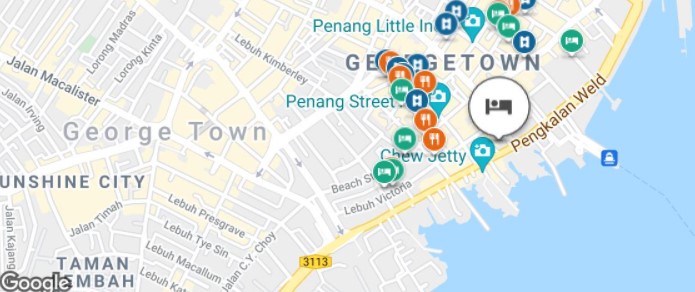 Penang Little In
Lorong Madras
Lorong Kinta
Lebuh Kimberley
GEORGETOWN
Jalan Macalister
Penang Street
Pengkalan Weld
Jalan Irving
George Town
Chew Jetty
UNSHINE CITY
Beach St
Lebuh Victoria
Jalan Timah
Lebuh Presgrave
Lebuh Tye Sin
Lebuh Macallum
Jalan C.Y. Choy
Jalan Kajang
3113
TAMAN
EMBAH
Lebuh Kat
Google